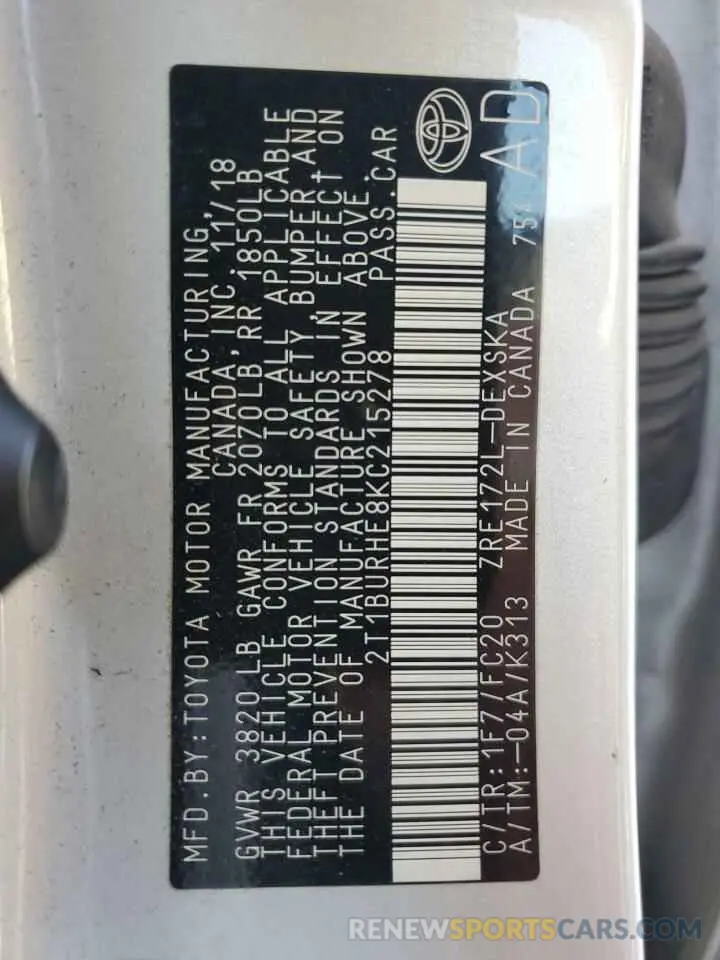 MFD.BY:TOYOTA MOTOR MANUFACTURING,
CANADA, INC. 11/18
GVWR 3820 LB GAWR FR 2070LB, RR 1850LB
THIS VEHICLE CONFORMS TO ALL APPLICABLE
FEDERAL MOTOR VEHICLE SAFETY, BUMPER, AND
THEFT PREVENTION STANDARDS IN EFFECT ON
THE DATE OF MANUFACTURE SHOWN ABOVE.
2T1BURHE8KC215278 PASS.CAR
C/TR:1F7/FC20 ZRE172L-DEXSKA
A/TM:-04A/K313 MADE IN CANADA
AD
RENEWSPORTSCARS.COM